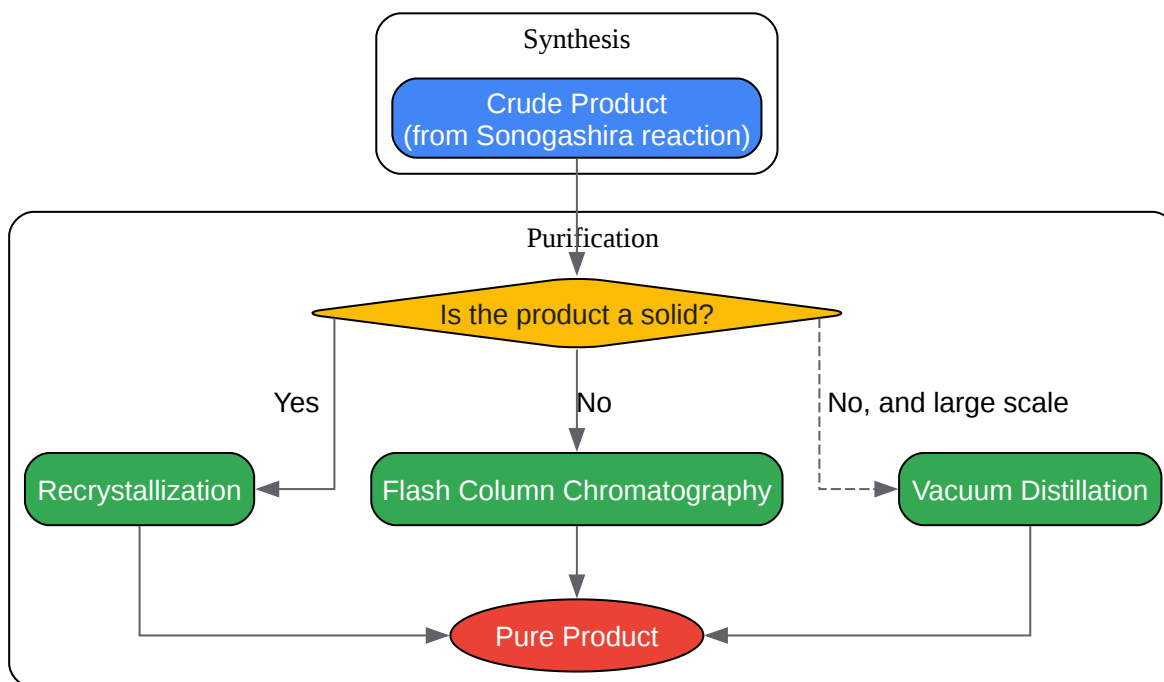 Synthesis
Crude Product
(from Sonogashira reaction)
Purification
Is the product a solid?
Yes
No
No, and large scale
Recrystallization
Flash Column Chromatography
Vacuum Distillation
Pure Product